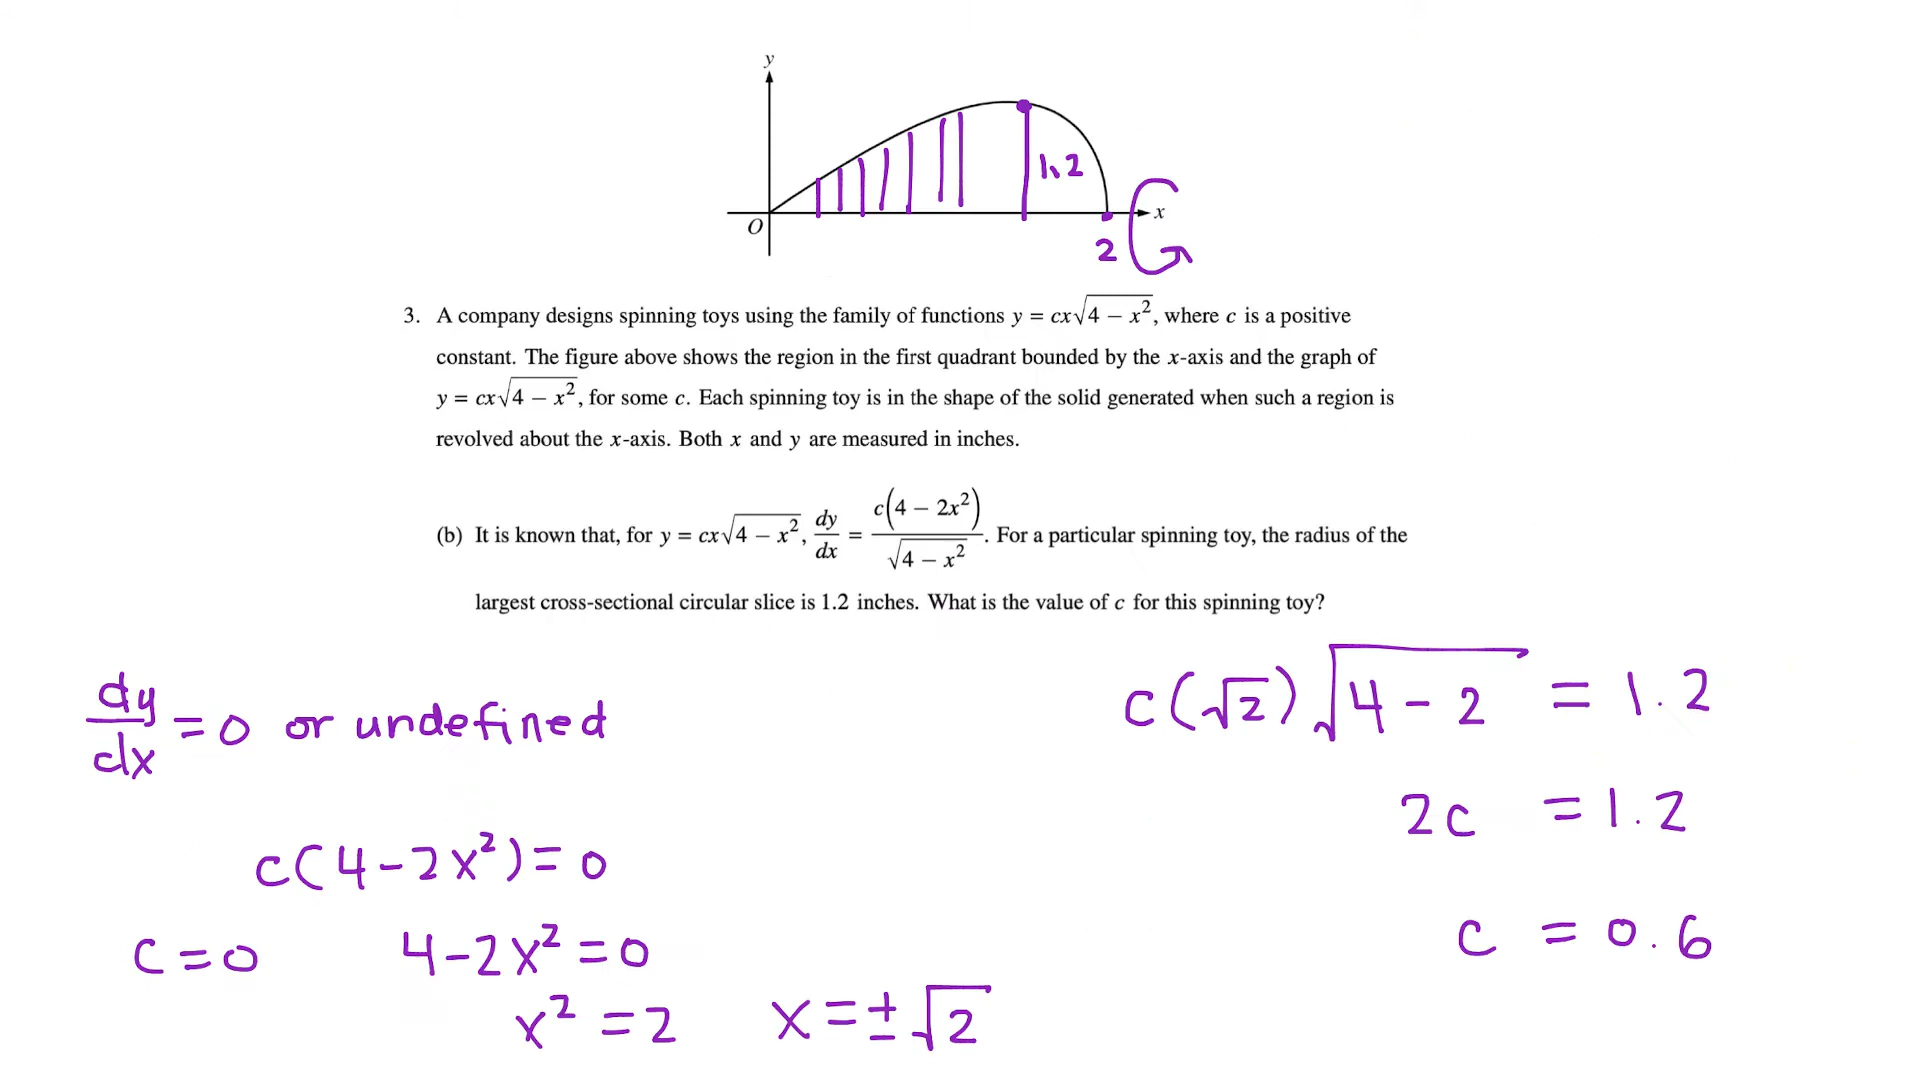 y
1.2
O
x
2
3. A company designs spinning toys using the family of functions y = cx√(4 − x²), where c is a positive
constant. The figure above shows the region in the first quadrant bounded by the x-axis and the graph of
y = cx√(4 − x²), for some c. Each spinning toy is in the shape of the solid generated when such a region is
revolved about the x-axis. Both x and y are measured in inches.
(b) It is known that, for y = cx√(4 − x²), dy/dx = c(4 − 2x²)/√(4 − x²). For a particular spinning toy, the radius of the
largest cross-sectional circular slice is 1.2 inches. What is the value of c for this spinning toy?
dy/dx = 0 or undefined
c(4-2x²) = 0
c = 0
4-2x² = 0
x² = 2
x = ±√2
c(√2)√(4-2) = 1.2
2c = 1.2
c = 0.6